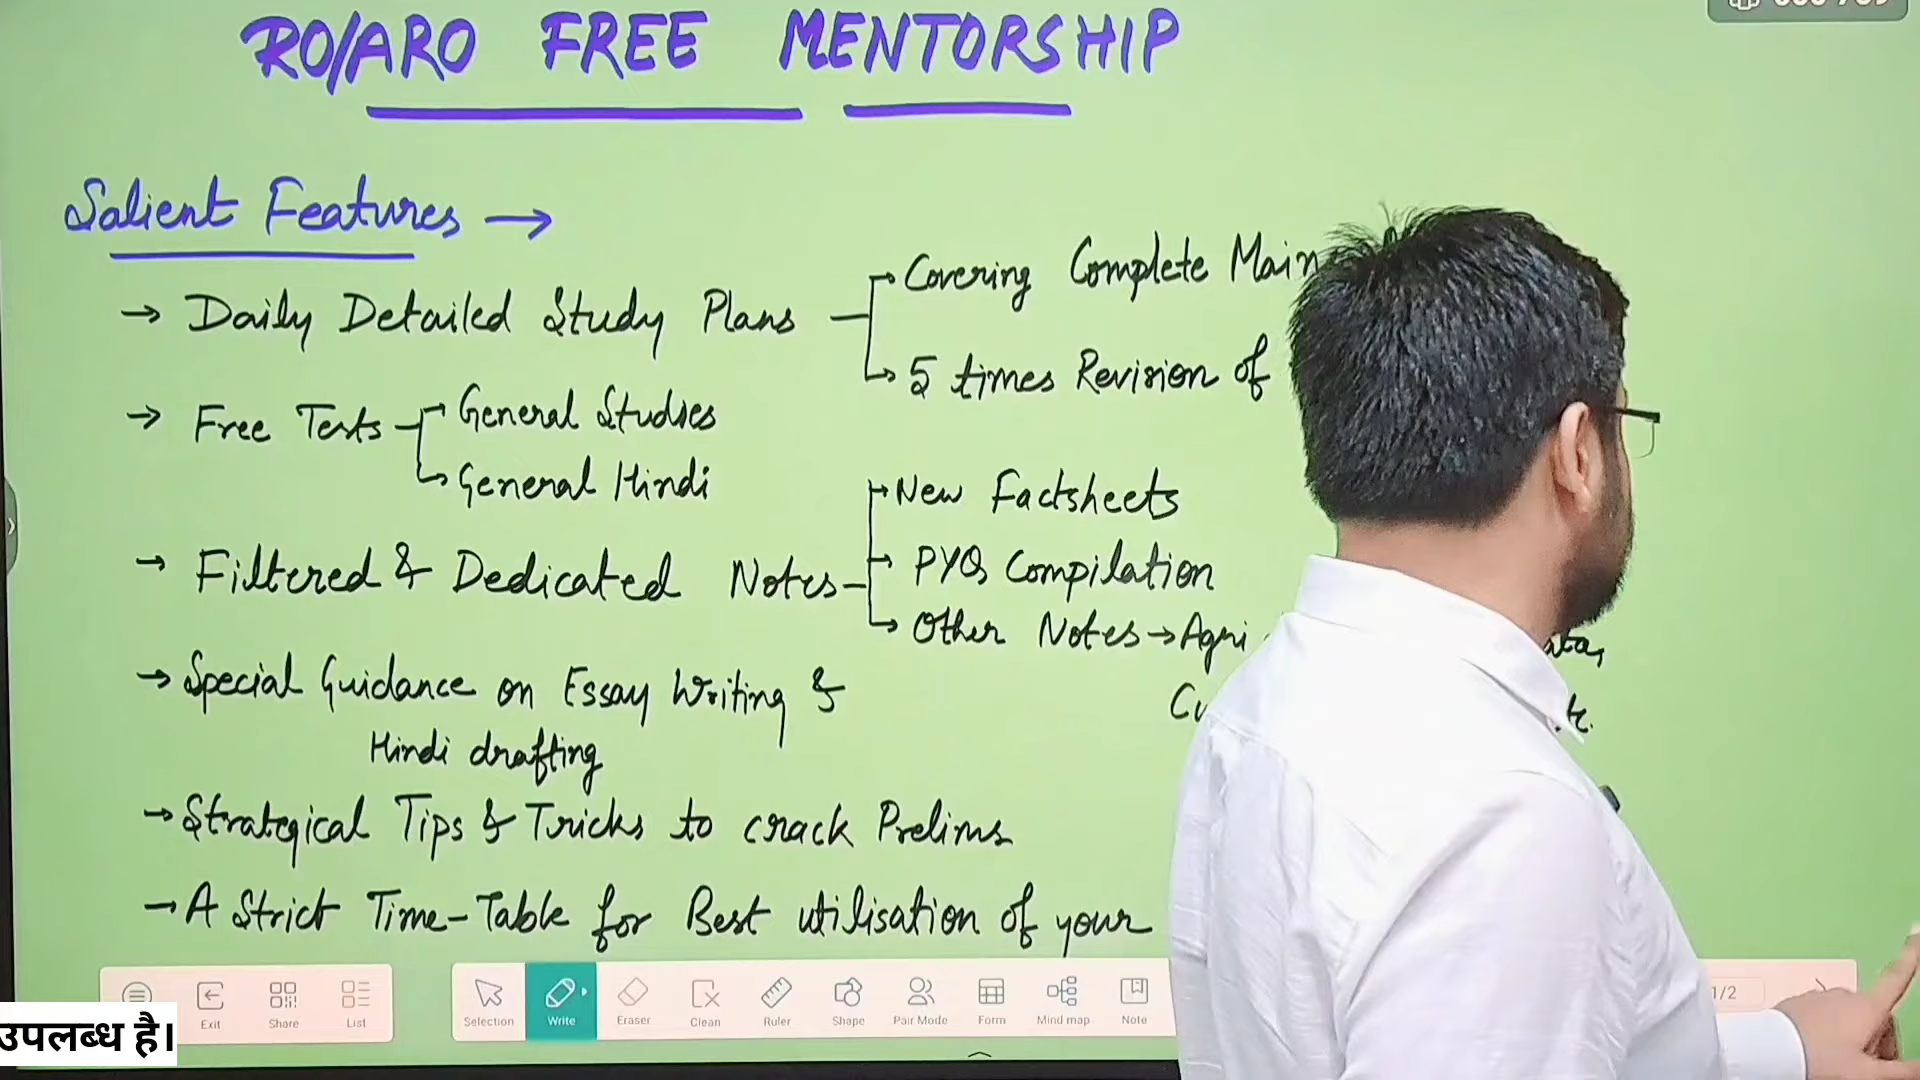 RO/ARO FREE MENTORSHIP
Salient Features →
→ Daily Detailed Study Plans
→ Covering Complete Main
→ 5 times Revision of
→ Free Tests
→ General Studies
→ General Hindi
→ Filtered & Dedicated Notes
→ New Factsheets
→ PYQs Compilation
→ Other Notes → Agri
→ Special Guidance on Essay Writing &
Hindi drafting
→ Strategical Tips & Tricks to crack Prelims
→ A Strict Time-Table for Best utilisation of your
Exit
Share
List
Selection
Write
Eraser
Clean
Ruler
Shape
Pair Mode
Form
Mind map
Note
1/2
उपलब्ध है।